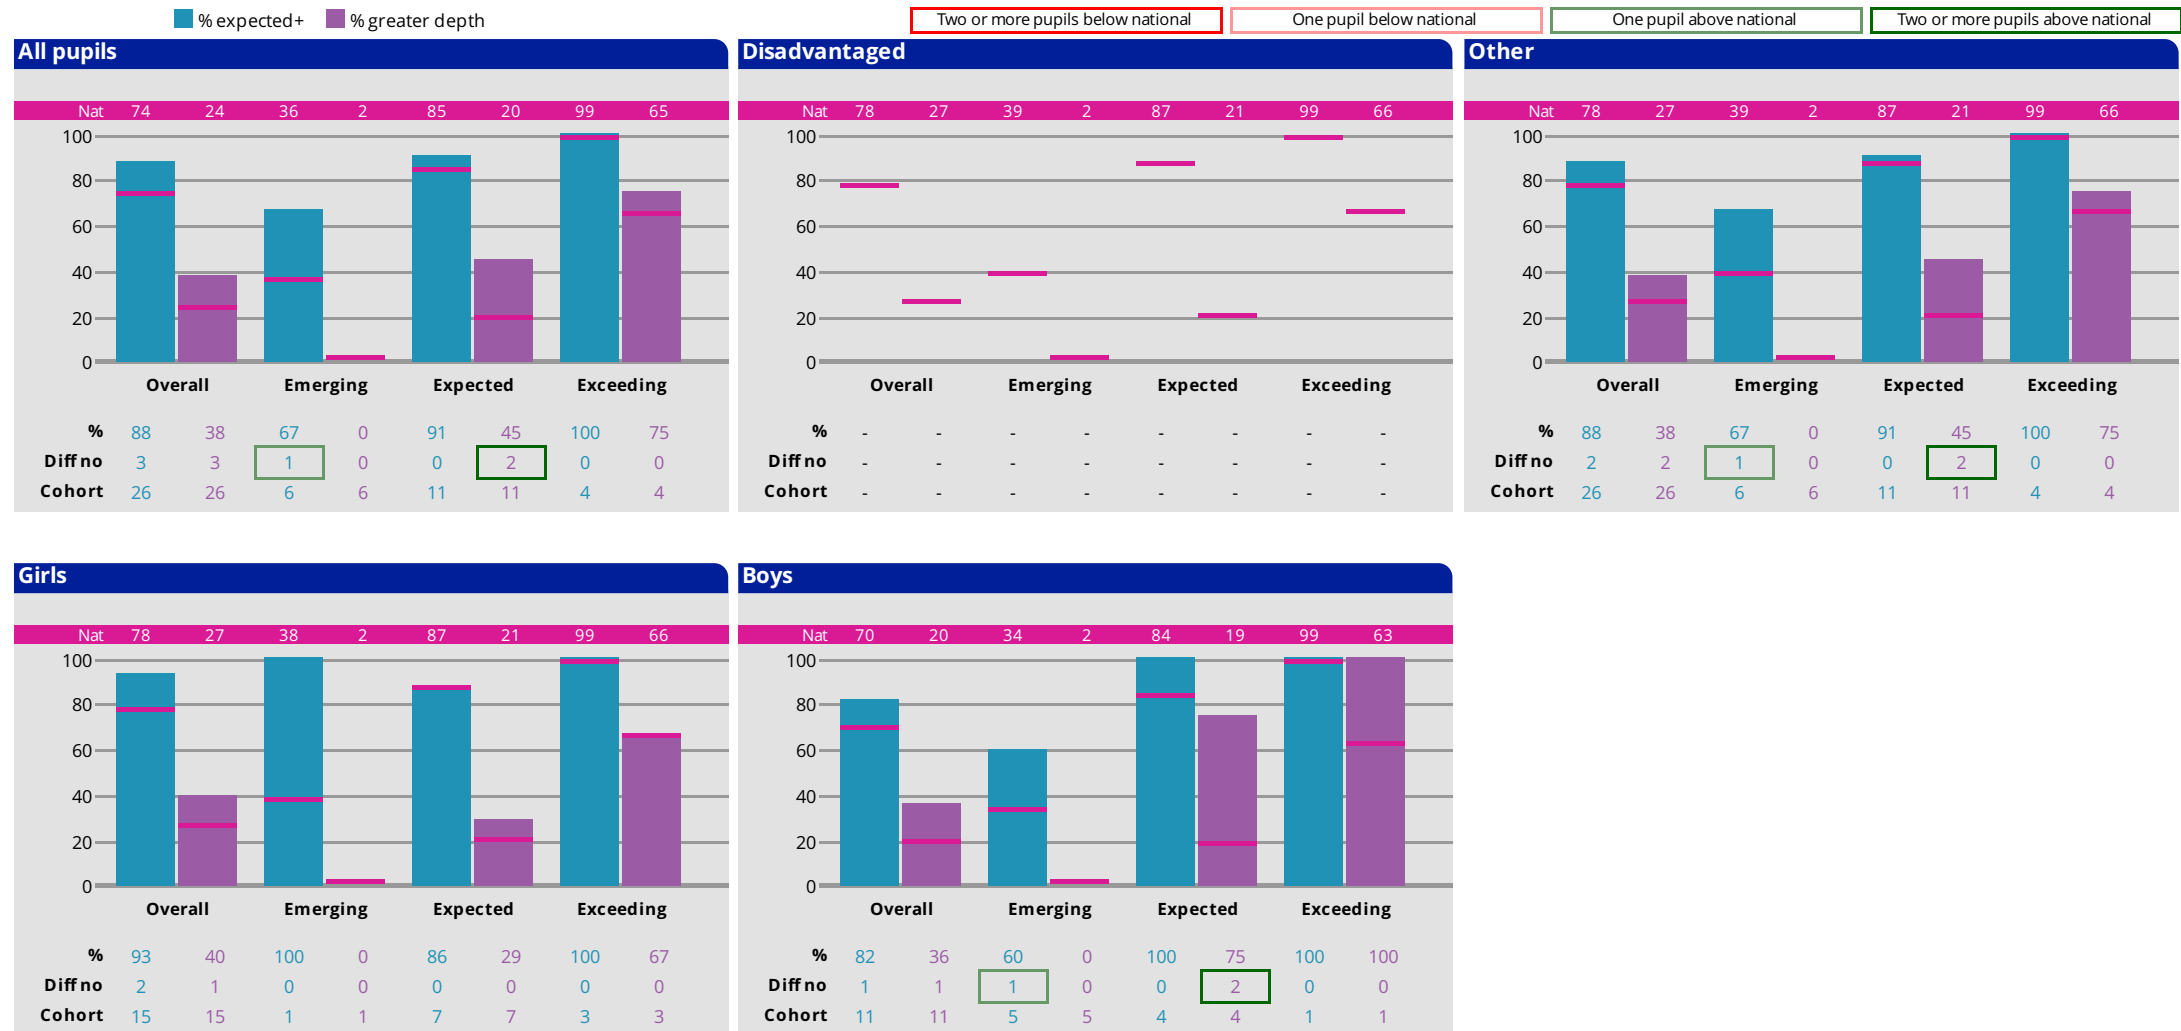 % expected+ % greater depth
Two or more pupils below national One pupil below national One pupil above national Two or more pupils above national
All pupils
Nat 74 24 36 2 85 20 99 65
100
80
60
40
20
0
Overall Emerging Expected Exceeding
% 88 38 67 0 91 45 100 75
Diff no 3 3 1 0 0 2 0 0
Cohort 26 26 6 6 11 11 4 4
Disadvantaged
Nat 78 27 39 2 87 21 99 66
100
80
60
40
20
0
Overall Emerging Expected Exceeding
% - - - - - - - -
Diff no - - - - - - - -
Cohort - - - - - - - -
Other
Nat 78 27 39 2 87 21 99 66
100
80
60
40
20
0
Overall Emerging Expected Exceeding
% 88 38 67 0 91 45 100 75
Diff no 2 2 1 0 0 2 0 0
Cohort 26 26 6 6 11 11 4 4
Girls
Nat 78 27 38 2 87 21 99 66
100
80
60
40
20
0
Overall Emerging Expected Exceeding
% 93 40 100 0 86 29 100 67
Diff no 2 1 0 0 0 0 0 0
Cohort 15 15 1 1 7 7 3 3
Boys
Nat 70 20 34 2 84 19 99 63
100
80
60
40
20
0
Overall Emerging Expected Exceeding
% 82 36 60 0 100 75 100 100
Diff no 1 1 1 0 0 2 0 0
Cohort 11 11 5 5 4 4 1 1